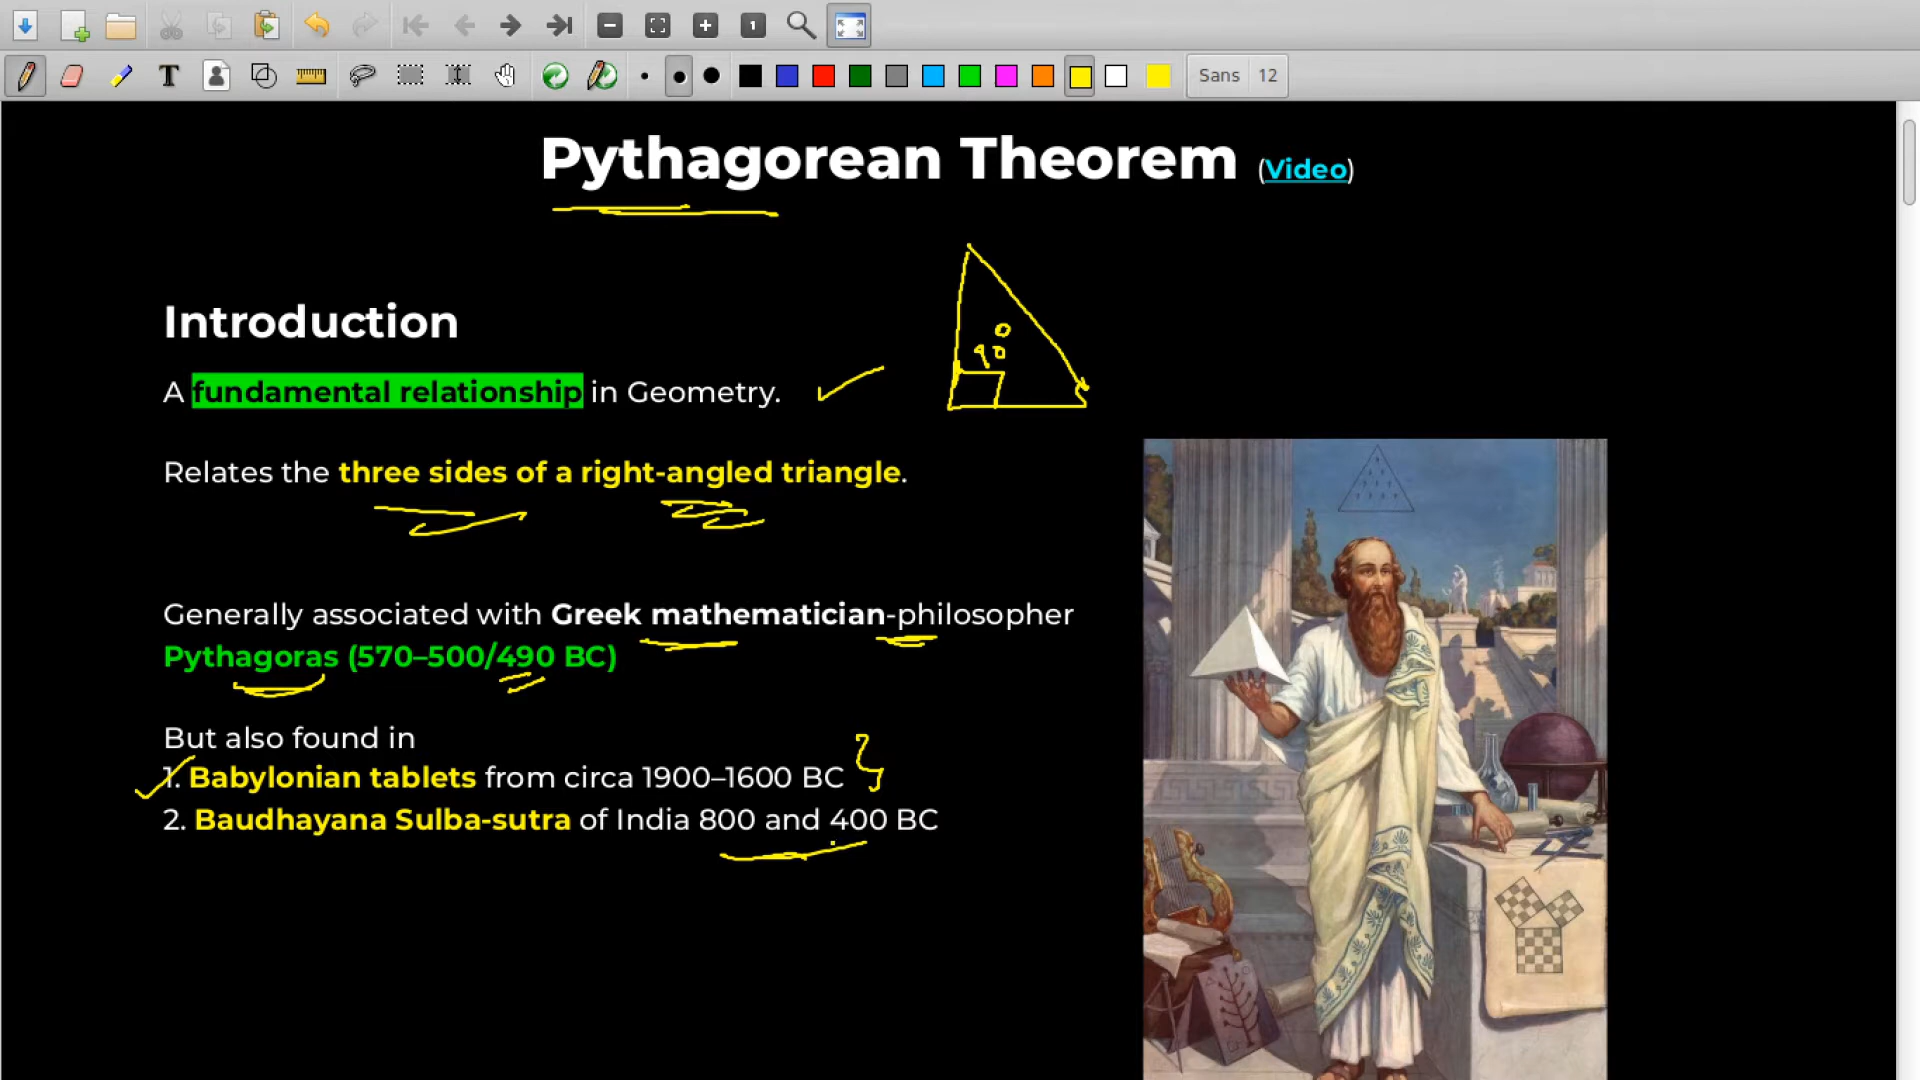 Sans 12
Pythagorean Theorem (Video)
Introduction
90°
A fundamental relationship in Geometry.
Relates the three sides of a right-angled triangle.
Generally associated with Greek mathematician-philosopher
Pythagoras (570–500/490 BC)
But also found in
1. Babylonian tablets from circa 1900–1600 BC
2. Baudhayana Sulba-sutra of India 800 and 400 BC